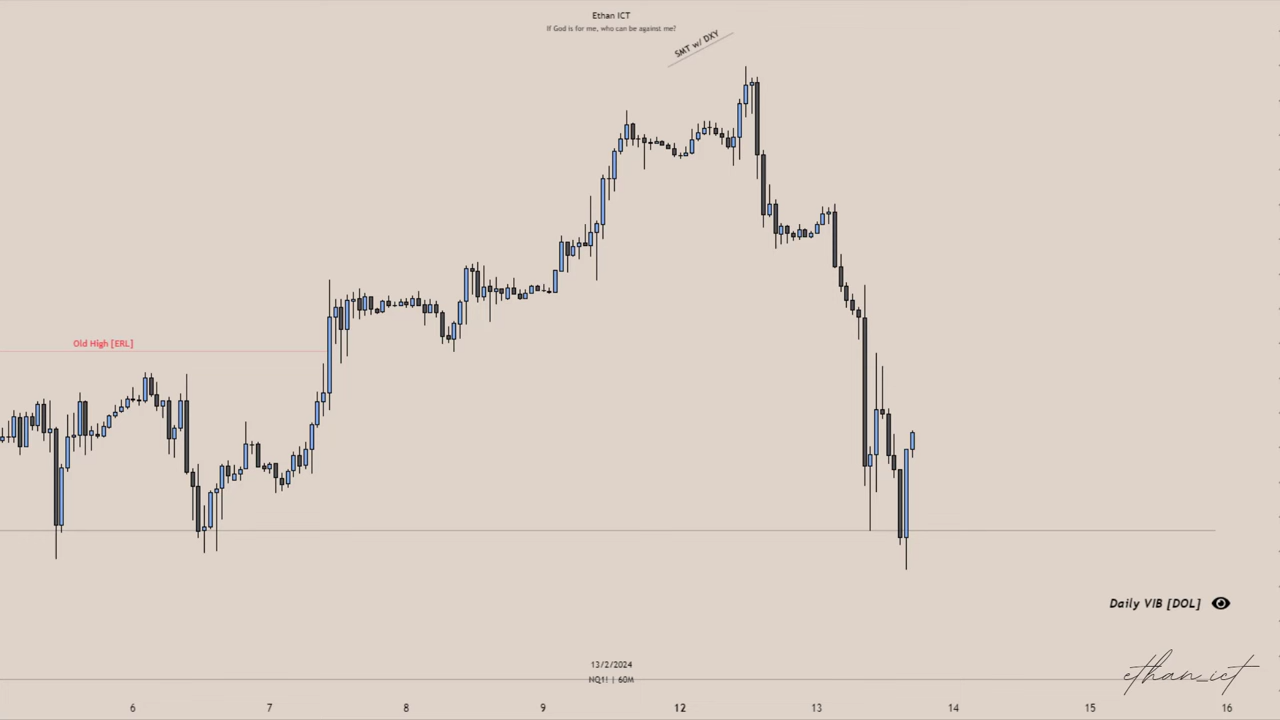 Ethan ICT
If God is for me, who can be against me?
SMT w/ DXY
Old High [ERL]
Daily VIB [DOL]
13/2/2024
NQ1! | 60M
ethan_ict
6 7 8 9 12 13 14 15 16